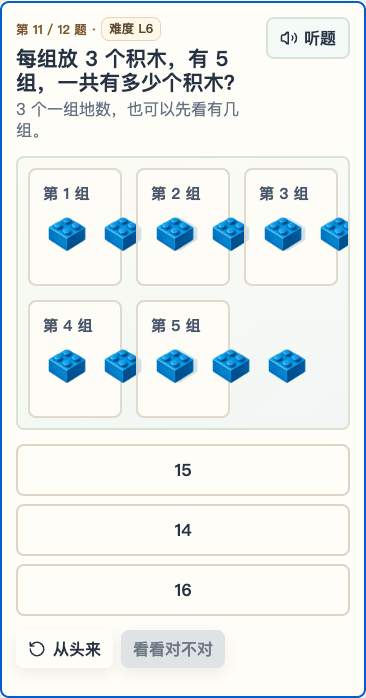 第 11 / 12 题 · 难度 L6
听题
每组放 3 个积木，有 5
组，一共有多少个积木?
3 个一组地数，也可以先看有几
组。
第 1 组
第 2 组
第 3 组
第 4 组
第 5 组
15
14
16
从头来
看看对不对